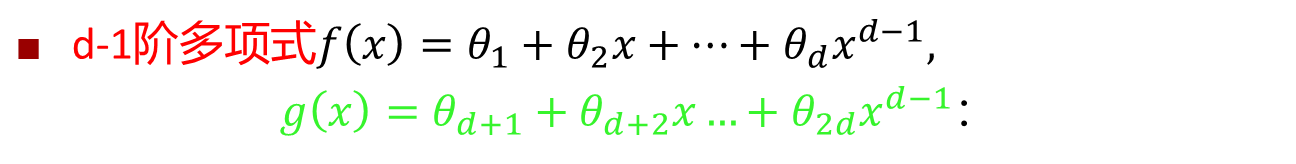 ■ d-1阶多项式f(x) = θ₁ + θ₂x + ⋯ + θ_d x^{d−1},
g(x) = θ_{d+1} + θ_{d+2}x … + θ_{2d}x^{d−1}: